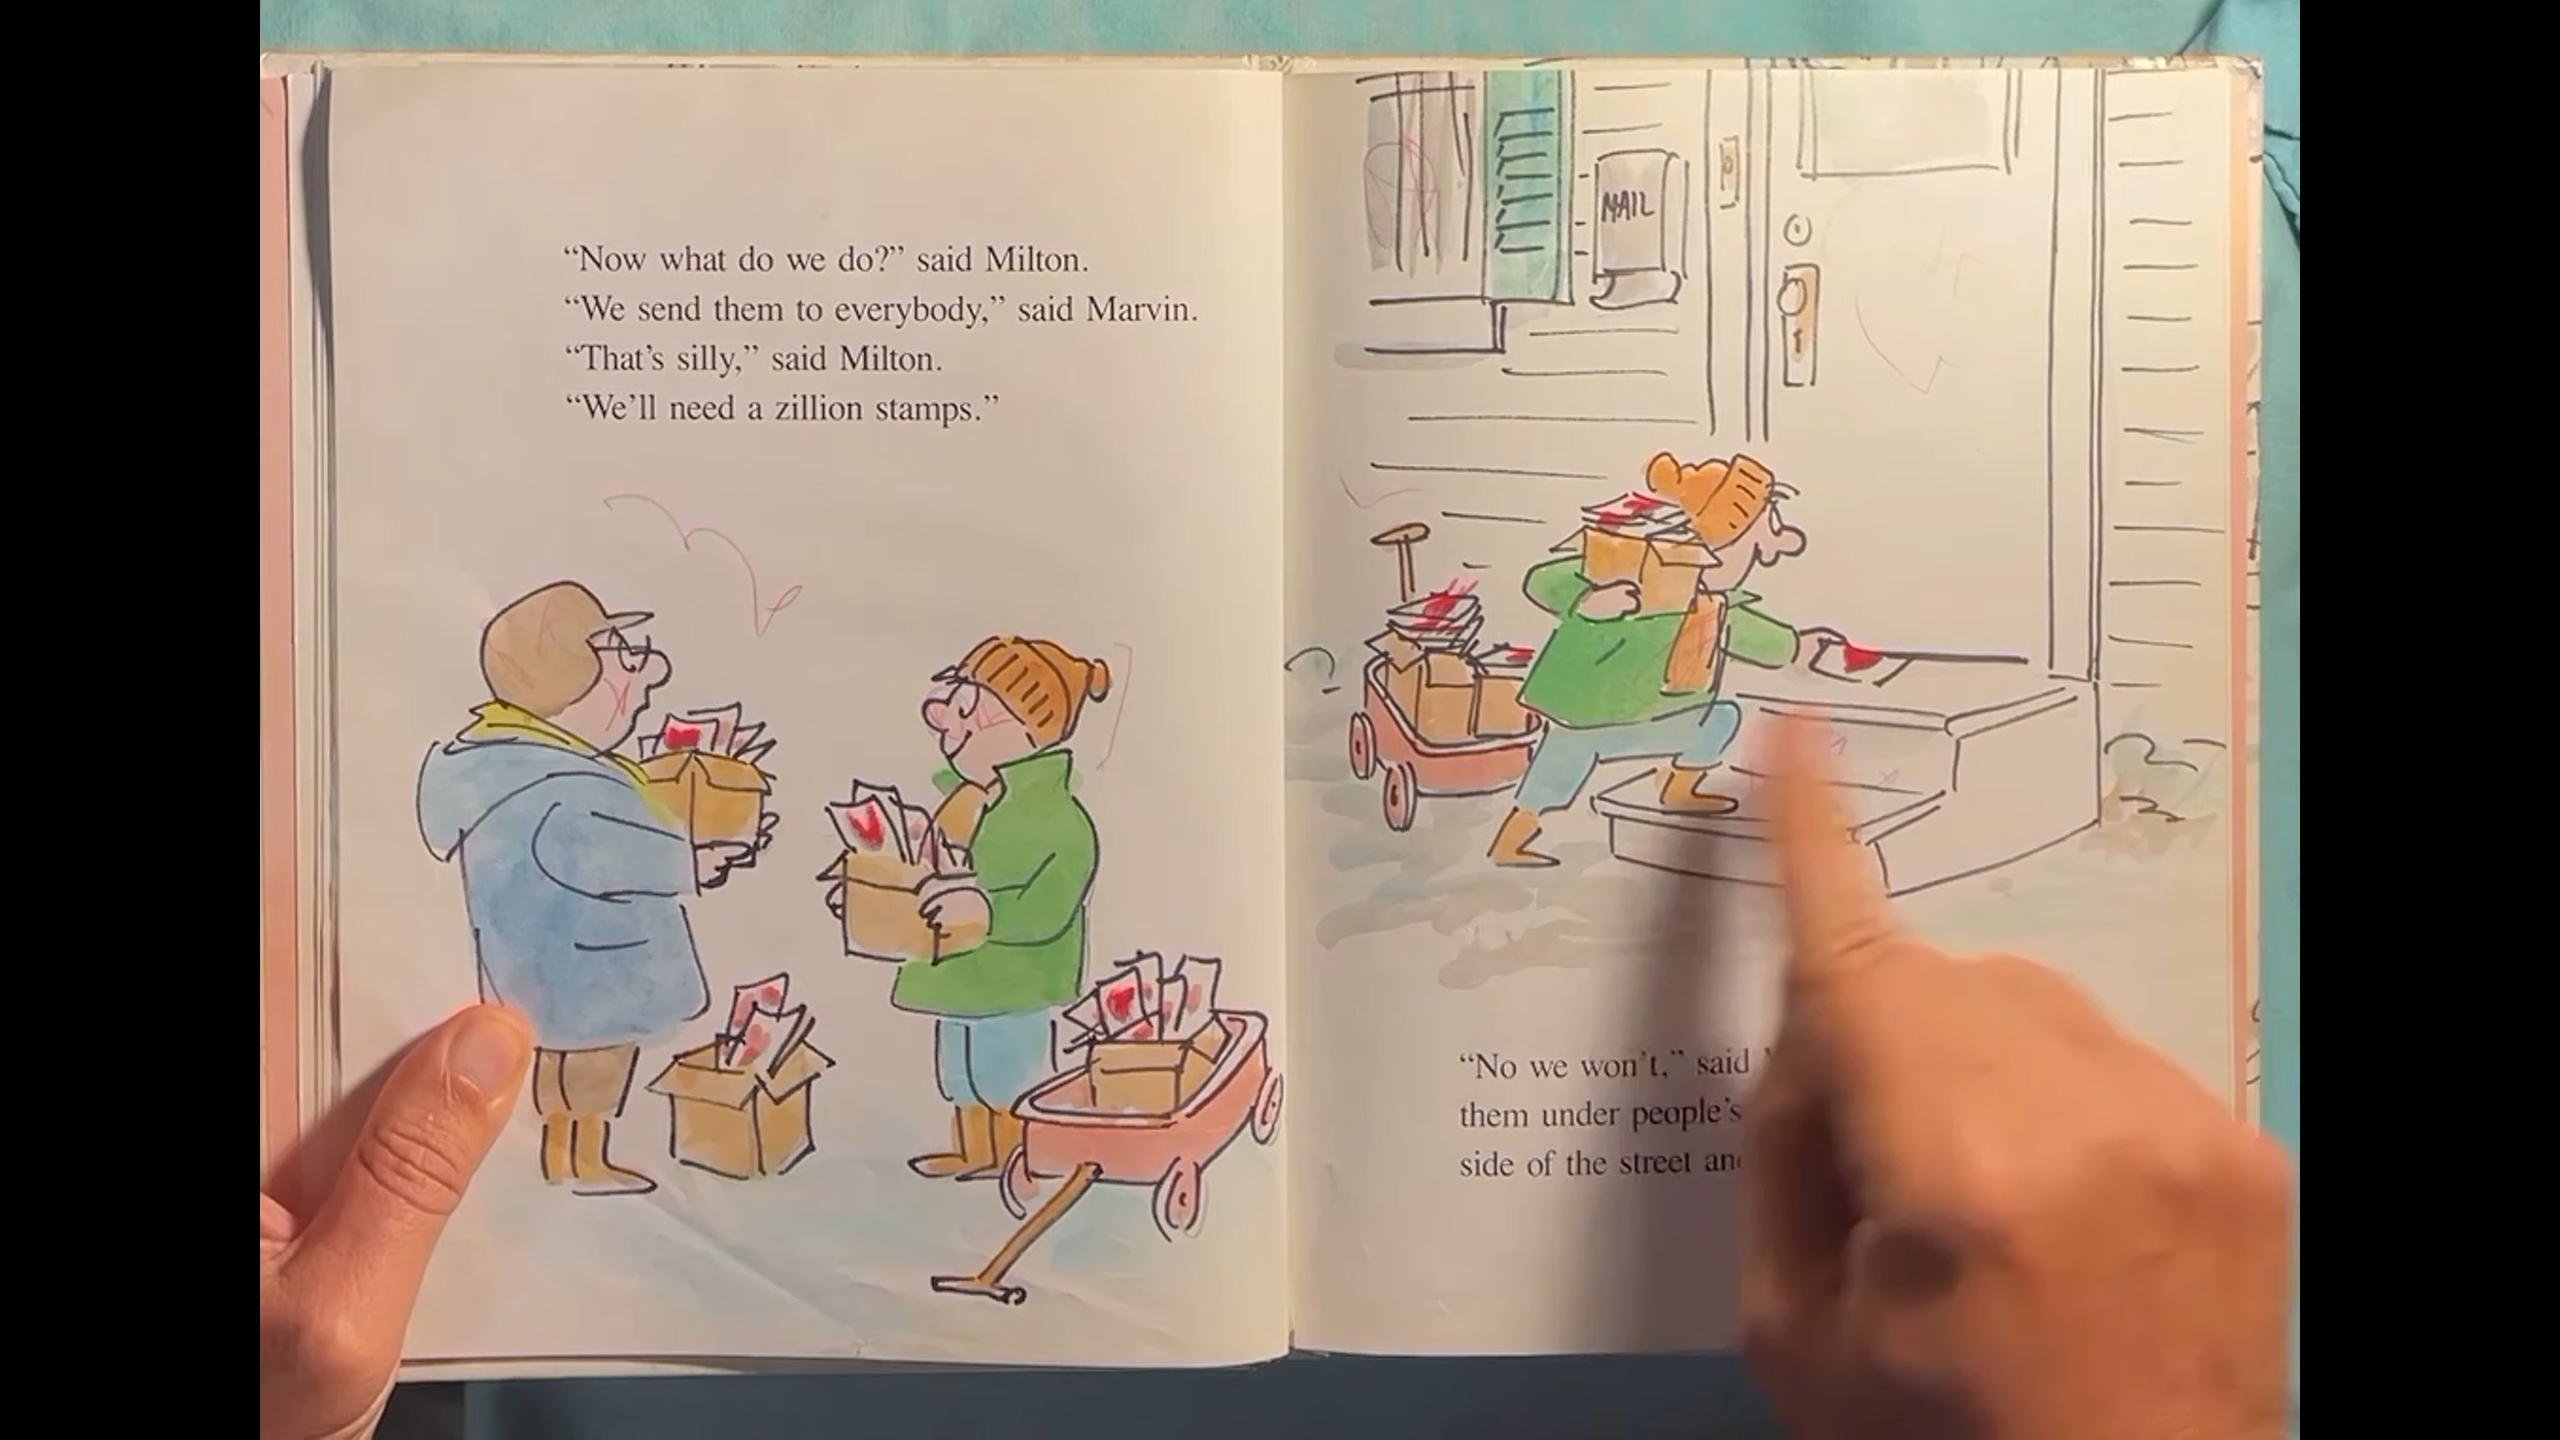 “Now what do we do?” said Milton.
“We send them to everybody,” said Marvin.
“That’s silly,” said Milton.
“We’ll need a zillion stamps.”
MAIL
“No we won’t,” said
them under people’s
side of the street